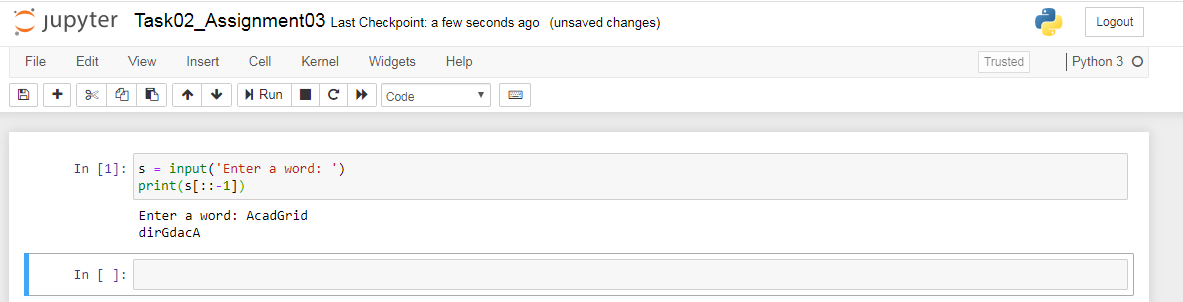 jupyter Task02_Assignment03 Last Checkpoint: a few seconds ago (unsaved changes) Logout
File Edit View Insert Cell Kernel Widgets Help Trusted Python 3
Run Code
In [1]: s = input('Enter a word: ')
print(s[::-1])
Enter a word: AcadGrid
dirGdacA
In [ ]: